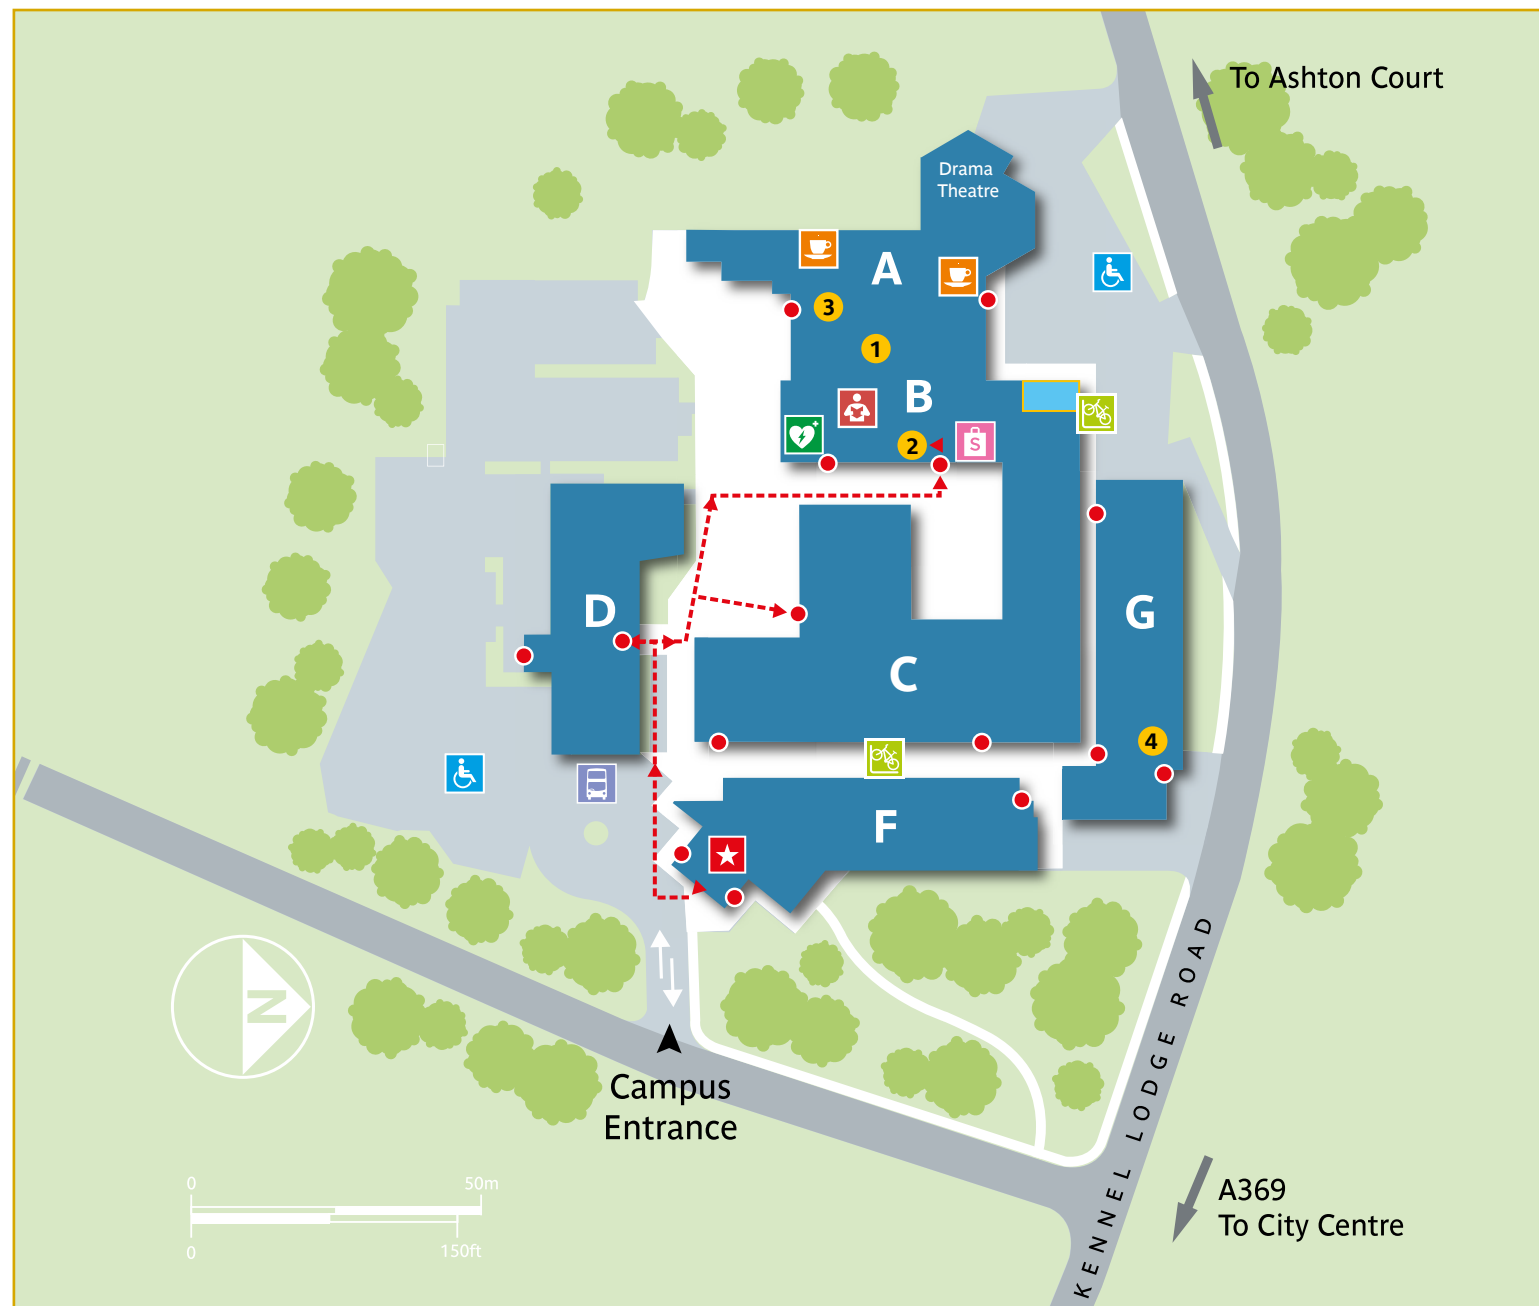 To Ashton Court
Drama
Theatre
A
3
1
B
2
S
D
G
C
4
F
N
Campus
Entrance
KENNEL LODGE ROAD
0
50m
0
150ft
A369
To City Centre